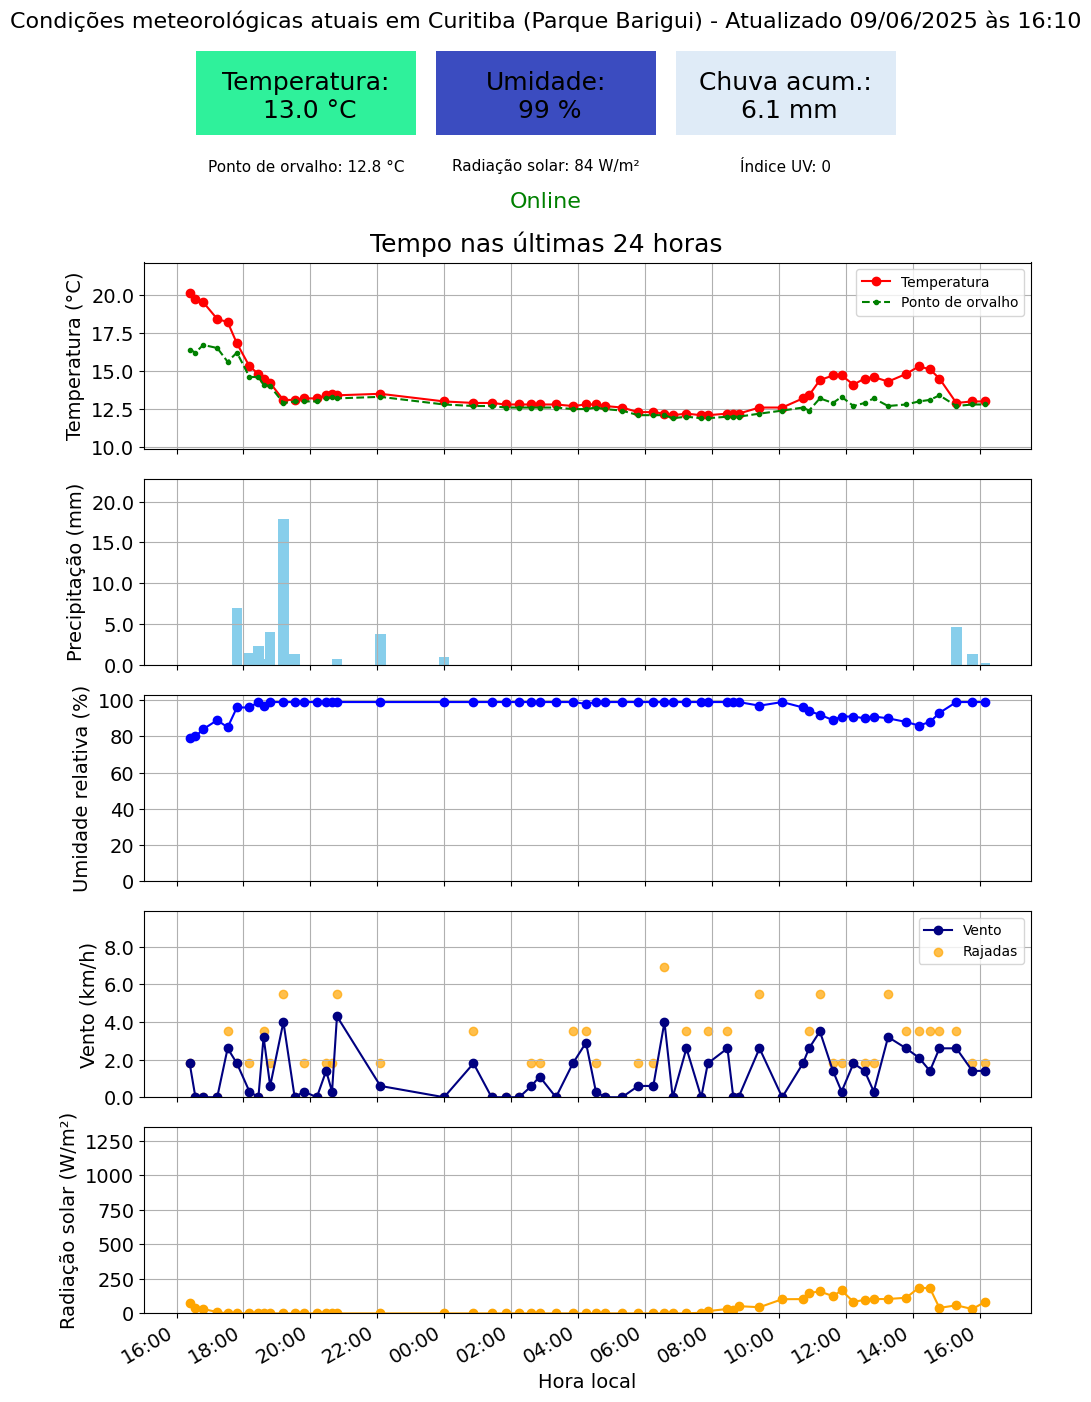 Condições meteorológicas atuais em Curitiba (Parque Barigui) - Atualizado 09/06/2025 às 16:10
Temperatura:
13.0 °C
Umidade:
99 %
Chuva acum.:
6.1 mm
Ponto de orvalho: 12.8 °C
Radiação solar: 84 W/m²
Índice UV: 0
Online
Tempo nas últimas 24 horas
Temperatura (°C)
20.0
17.5
15.0
12.5
10.0
Temperatura
Ponto de orvalho
Precipitação (mm)
20.0
15.0
10.0
5.0
0.0
Umidade relativa (%)
100
80
60
40
20
0
Vento (km/h)
8.0
6.0
4.0
2.0
0.0
Vento
Rajadas
Radiação solar (W/m²)
1250
1000
750
500
250
0
16:00
18:00
20:00
22:00
00:00
02:00
04:00
06:00
08:00
10:00
12:00
14:00
16:00
Hora local